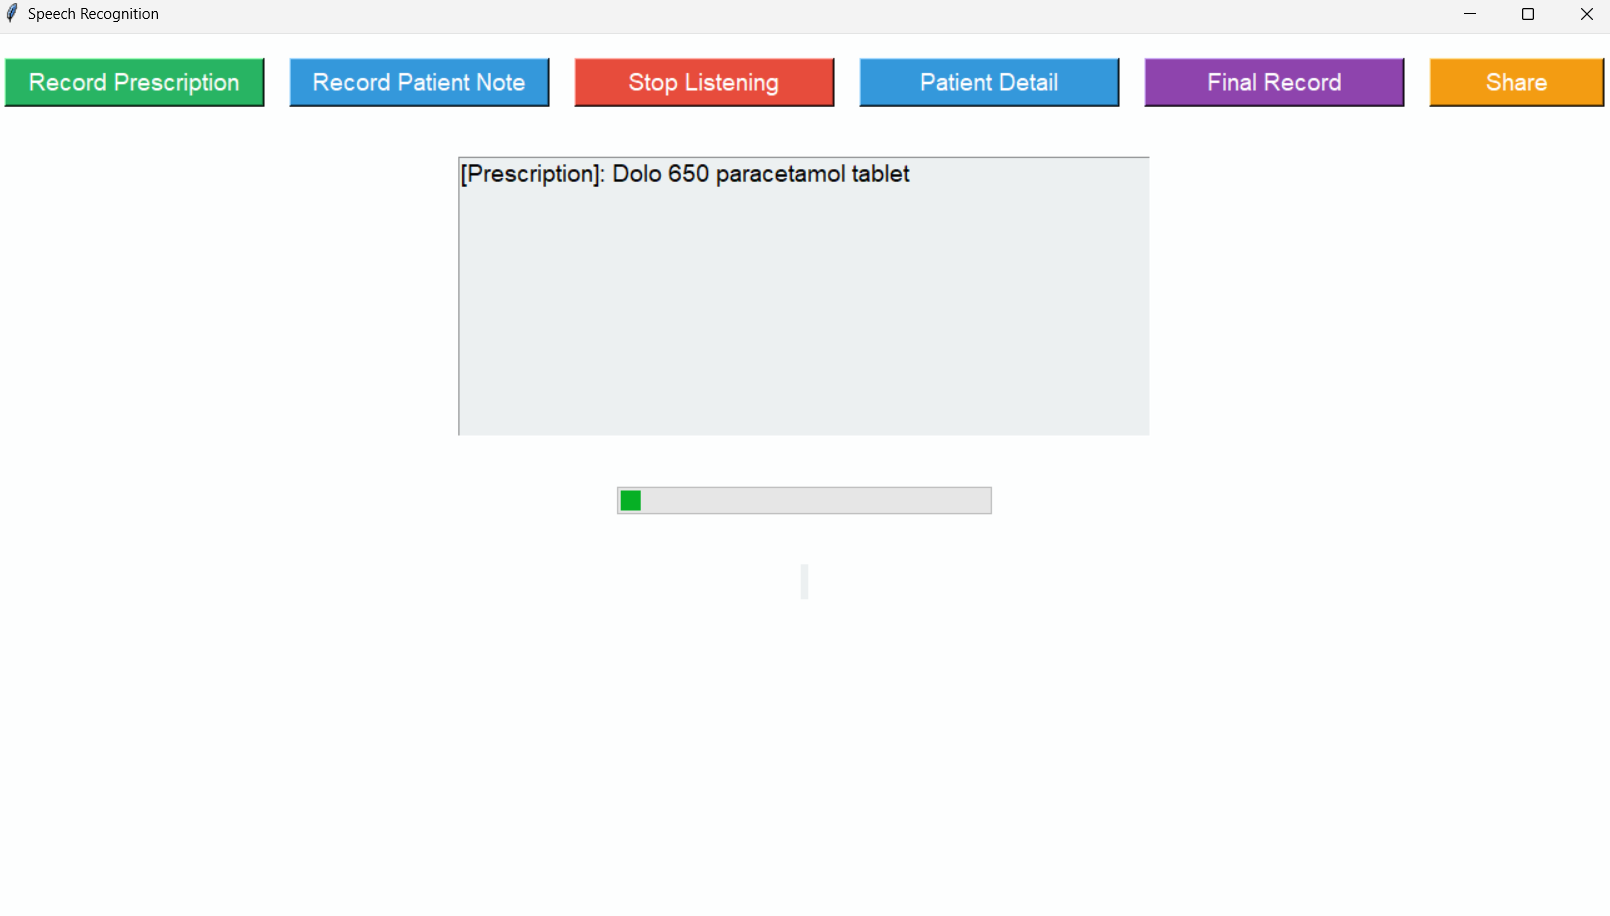 Speech Recognition
Record Prescription
Record Patient Note
Stop Listening
Patient Detail
Final Record
Share
[Prescription]: Dolo 650 paracetamol tablet